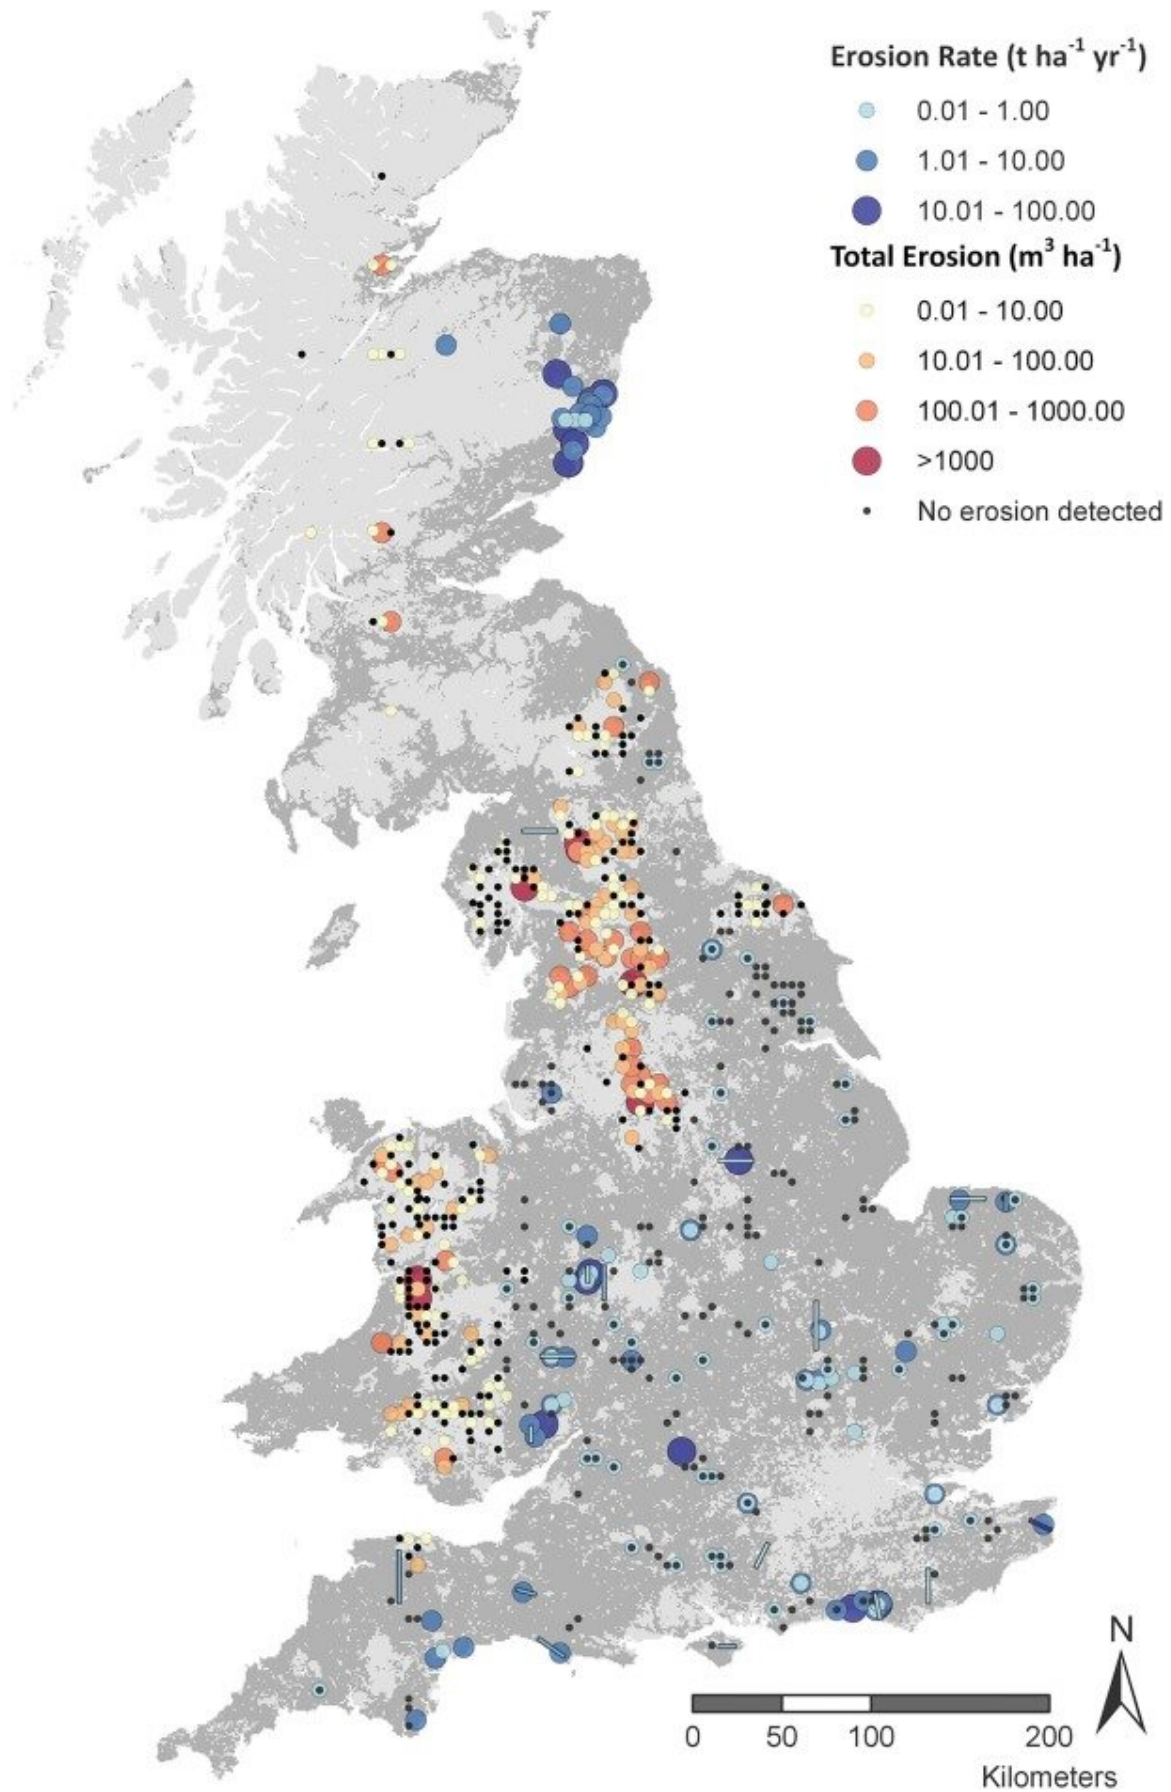 Erosion Rate (t ha⁻¹ yr⁻¹)
0.01 - 1.00
1.01 - 10.00
10.01 - 100.00
Total Erosion (m³ ha⁻¹)
0.01 - 10.00
10.01 - 100.00
100.01 - 1000.00
>1000
No erosion detected
N
0 50 100 200
Kilometers